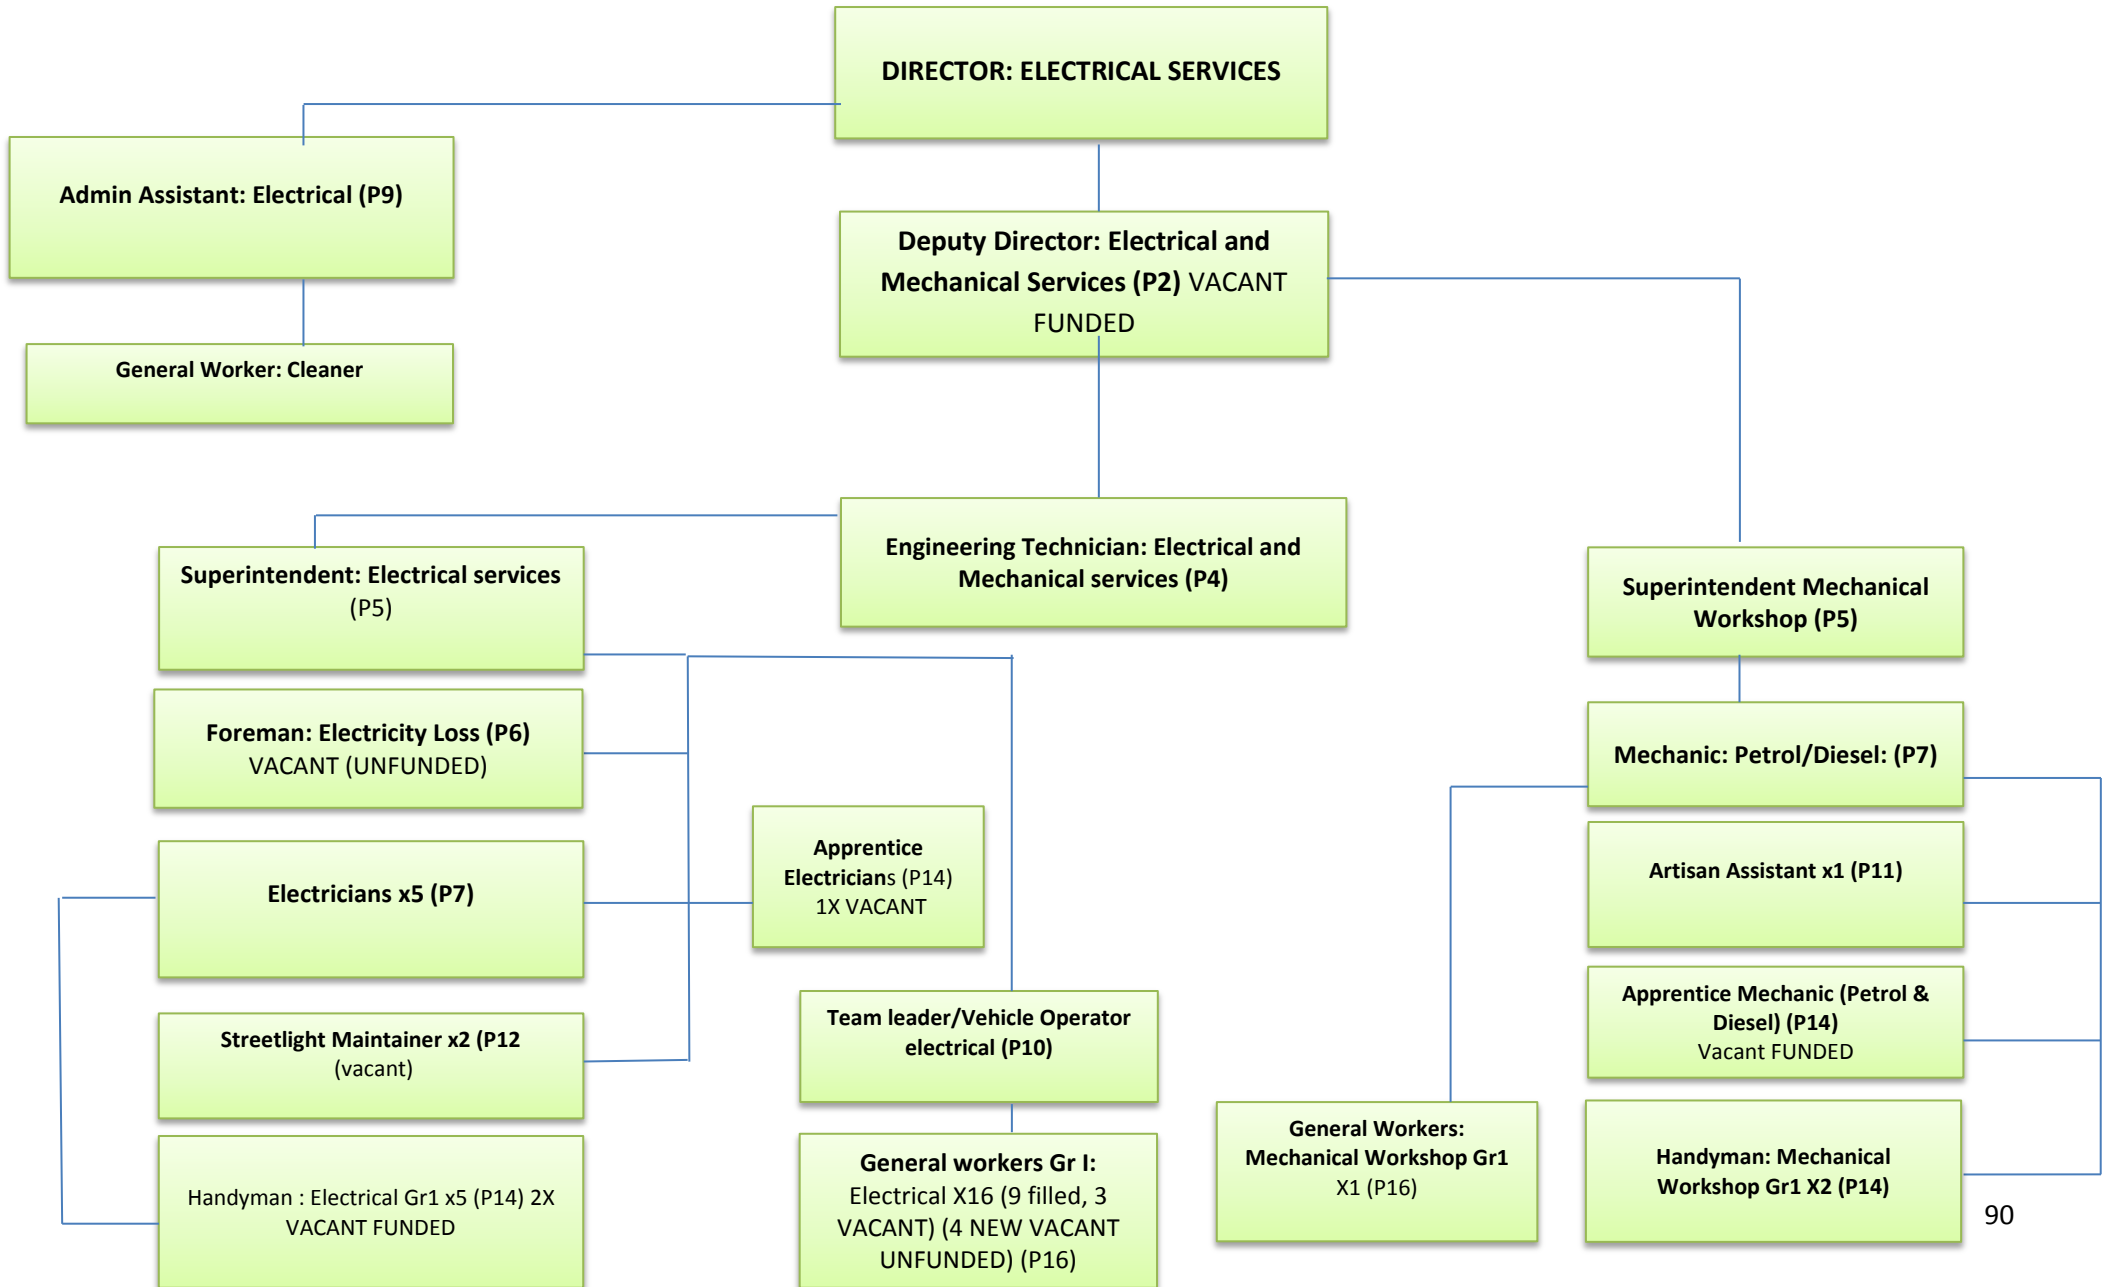 DIRECTOR: ELECTRICAL SERVICES
Admin Assistant: Electrical (P9)
Deputy Director: Electrical and
Mechanical Services (P2) VACANT
FUNDED
General Worker: Cleaner
Engineering Technician: Electrical and
Mechanical services (P4)
Superintendent: Electrical services
(P5)
Superintendent Mechanical
Workshop (P5)
Foreman: Electricity Loss (P6)
VACANT (UNFUNDED)
Mechanic: Petrol/Diesel: (P7)
Apprentice
Electricians (P14)
1X VACANT
Electricians x5 (P7)
Artisan Assistant x1 (P11)
Streetlight Maintainer x2 (P12
(vacant)
Team leader/Vehicle Operator
electrical (P10)
Apprentice Mechanic (Petrol &
Diesel) (P14)
Vacant FUNDED
Handyman : Electrical Gr1 x5 (P14) 2X
VACANT FUNDED
General workers Gr I:
Electrical X16 (9 filled, 3
VACANT) (4 NEW VACANT
UNFUNDED) (P16)
General Workers:
Mechanical Workshop Gr1
X1 (P16)
Handyman: Mechanical
Workshop Gr1 X2 (P14)
90